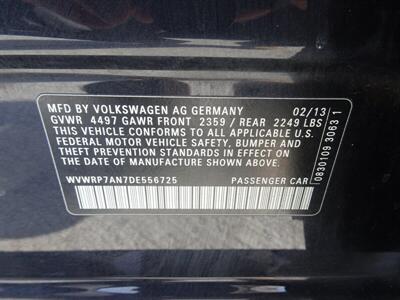 MFD BY VOLKSWAGEN AG GERMANY 02/13
GVWR 4497 GAWR FRONT 2359 / REAR 2249 LBS
THIS VEHICLE CONFORMS TO ALL APPLICABLE U.S.
FEDERAL MOTOR VEHICLE SAFETY, BUMPER AND
THEFT PREVENTION STANDARDS IN EFFECT ON THE
DATE OF MANUFACTURE SHOWN ABOVE.
WVWRP7AN7DE556725 PASSENGER CAR
0830109 3063 1